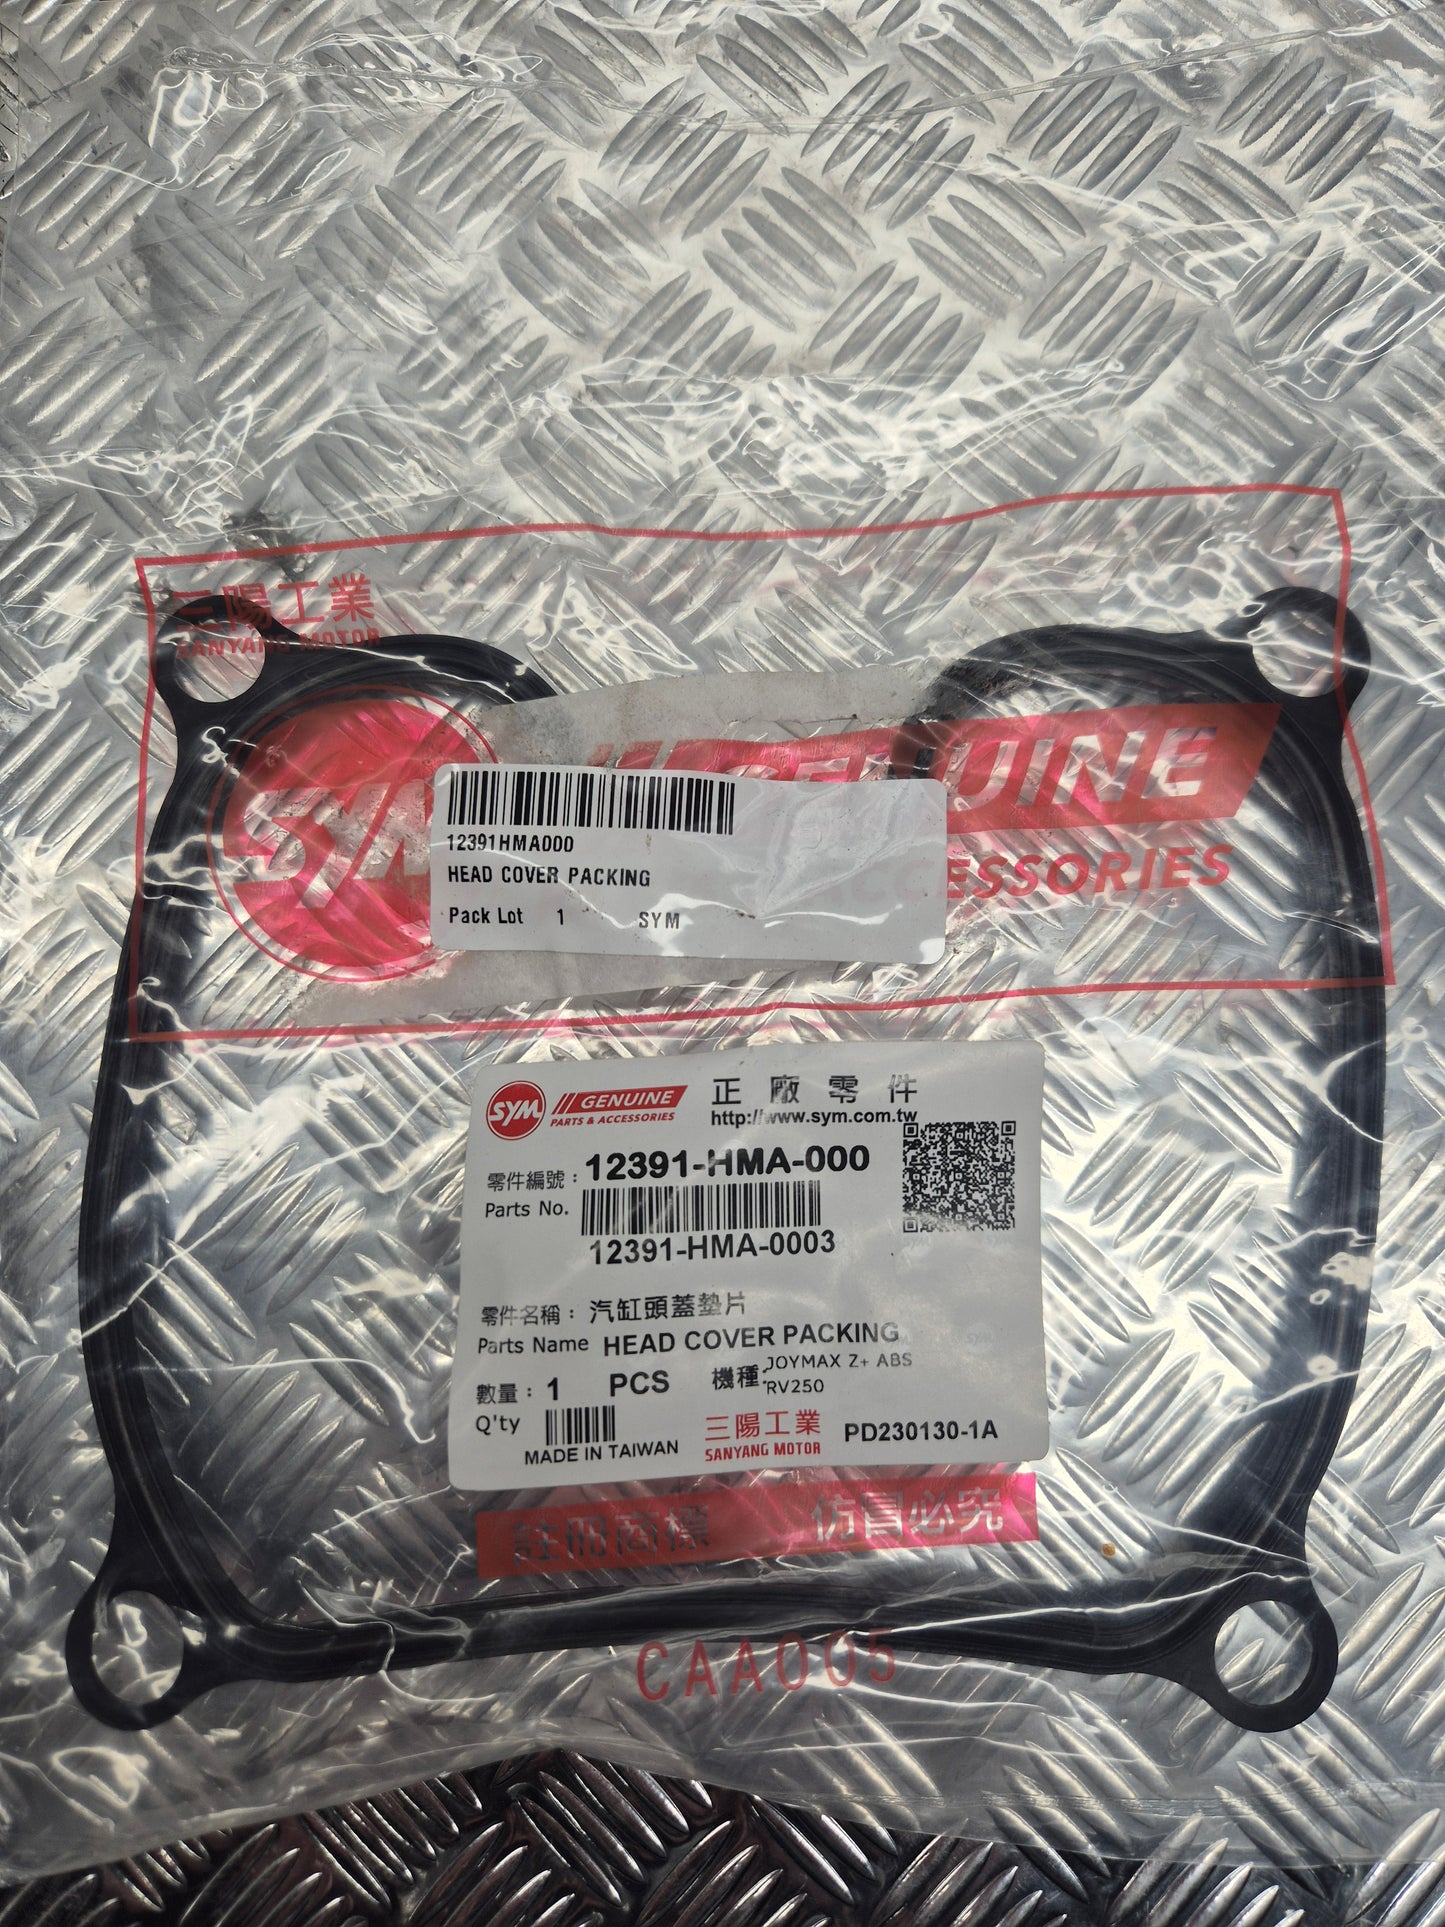 三陽工業
SANYANG MOTOR
SYM
GENUINE
ACCESSORIES
12391HMA000
HEAD COVER PACKING
Pack Lot 1 SYM
SYM GENUINE
PARTS & ACCESSORIES
正廠零件
http://www.sym.com.tw
零件編號: 12391-HMA-000
Parts No.
12391-HMA-0003
零件名稱: 汽缸頭蓋墊片
Parts Name HEAD COVER PACKING
數量: 1 PCS 機種: JOYMAX Z+ ABS
RV250
Q'ty
MADE IN TAIWAN
三陽工業
SANYANG MOTOR
PD230130-1A
註冊商標 仿冒必究
CAA005